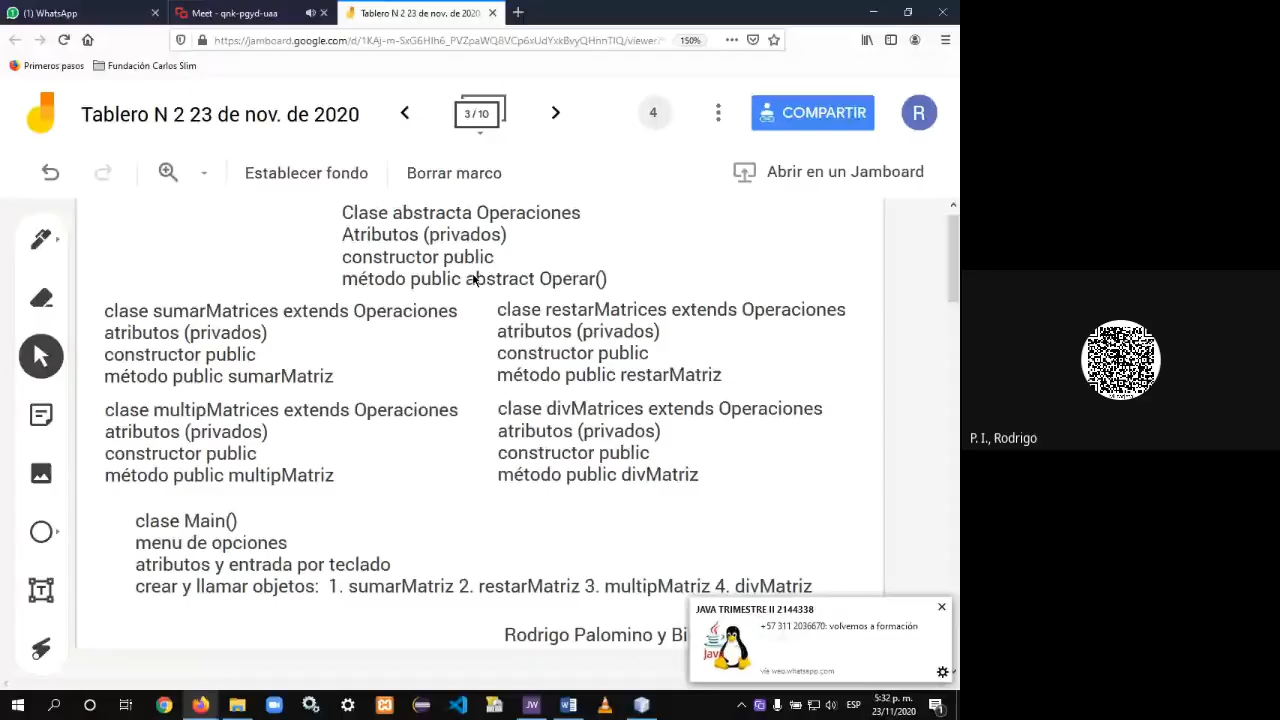 (1) WhatsApp
Meet - qnk-pgyd-uaa
Tablero N 2 23 de nov. de 2020
150%
Primeros pasos
Fundación Carlos Slim
Tablero N 2 23 de nov. de 2020
3 / 10
4
COMPARTIR
R
Establecer fondo
Borrar marco
Abrir en un Jamboard
Clase abstracta Operaciones
Atributos (privados)
constructor public
método public abstract Operar()
clase sumarMatrices extends Operaciones
atributos (privados)
constructor public
método public sumarMatriz
clase restarMatrices extends Operaciones
atributos (privados)
constructor public
método public restarMatriz
clase multipMatrices extends Operaciones
atributos (privados)
constructor public
método public multipMatriz
clase divMatrices extends Operaciones
atributos (privados)
constructor public
método public divMatriz
clase Main()
menu de opciones
atributos y entrada por teclado
crear y llamar objetos: 1. sumarMatriz 2. restarMatriz 3. multipMatriz 4. divMatriz
Rodrigo Palomino y Bi
JAVA TRIMESTRE II 2144338
+57 311 2036670: volvemos a formación
vía web.whatsapp.com
Java
P. I., Rodrigo
JW
ESP
5:32 p. m.
23/11/2020